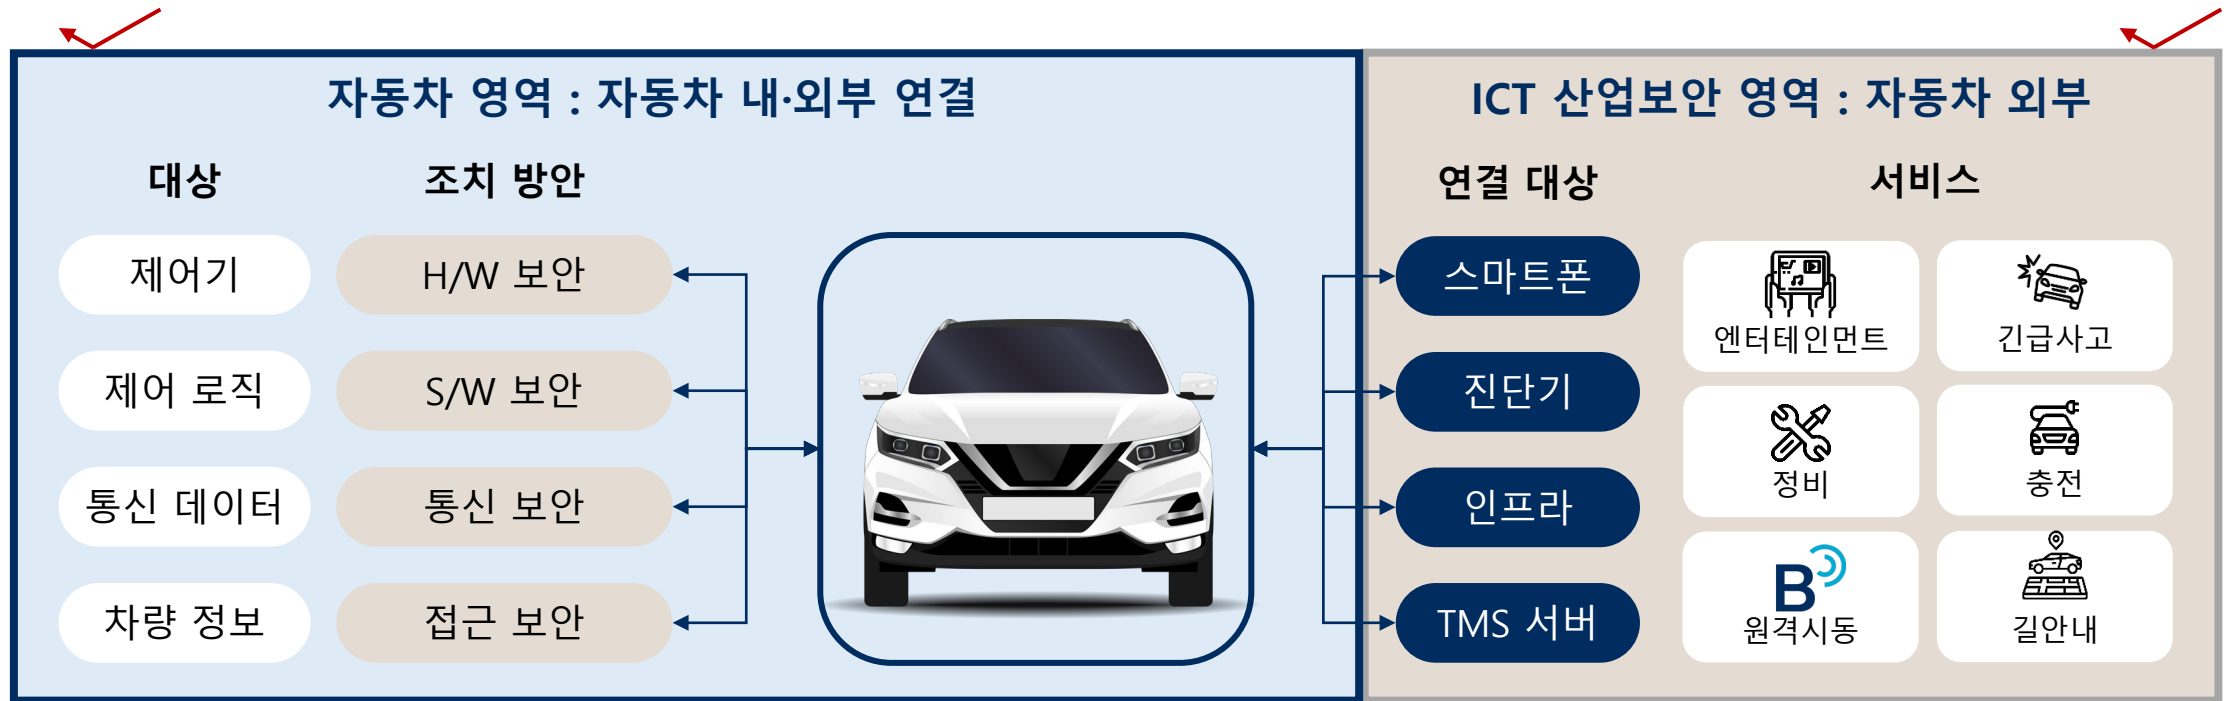 자동차 영역 : 자동차 내·외부 연결
대상
조치 방안
제어기
H/W 보안
제어 로직
S/W 보안
통신 데이터
통신 보안
차량 정보
접근 보안
ICT 산업보안 영역 : 자동차 외부
연결 대상
서비스
스마트폰
진단기
인프라
TMS 서버
엔터테인먼트
긴급사고
정비
충전
B
원격시동
길안내